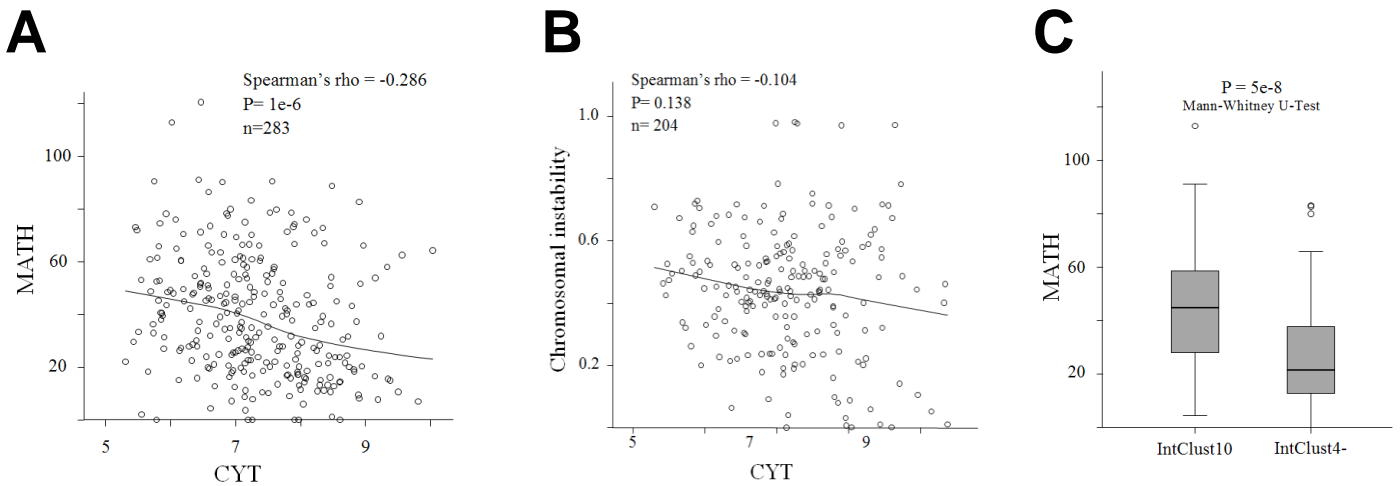 A
Spearman's rho = -0.286
P= 1e-6
n=283
100
60
20
MATH
5
7
9
CYT
B
Spearman's rho = -0.104
P= 0.138
n= 204
1.0
0.6
0.2
Chromosomal instability
5
7
9
CYT
C
P = 5e-8
Mann-Whitney U-Test
100
60
20
MATH
IntClust10
IntClust4-